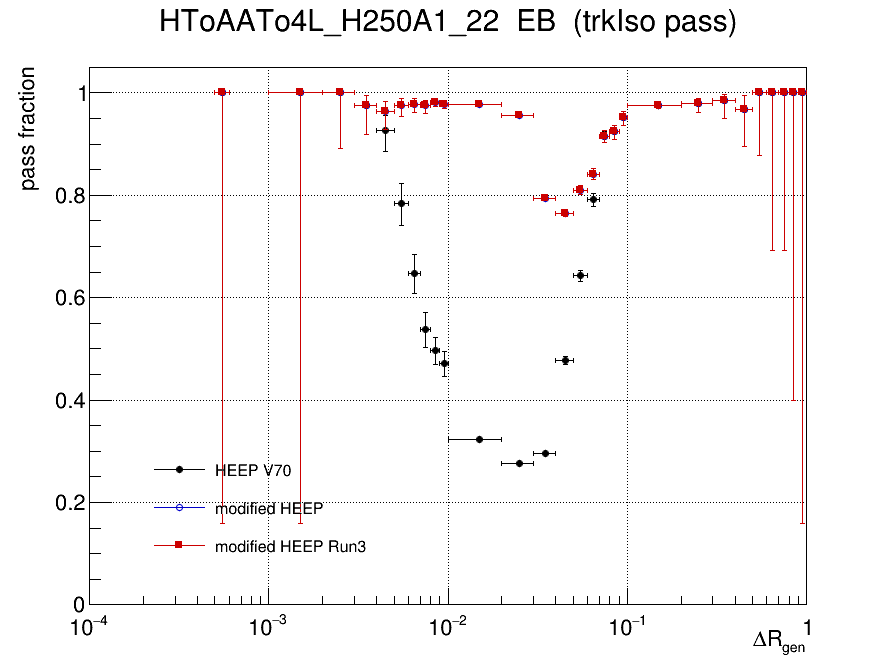 HToAATo4L_H250A1_22 EB (trkIso pass)
pass fraction
1
0.8
0.6
0.4
0.2
0
HEEP V70
modified HEEP
modified HEEP Run3
10⁻⁴
10⁻³
10⁻²
10⁻¹
1
ΔR_gen